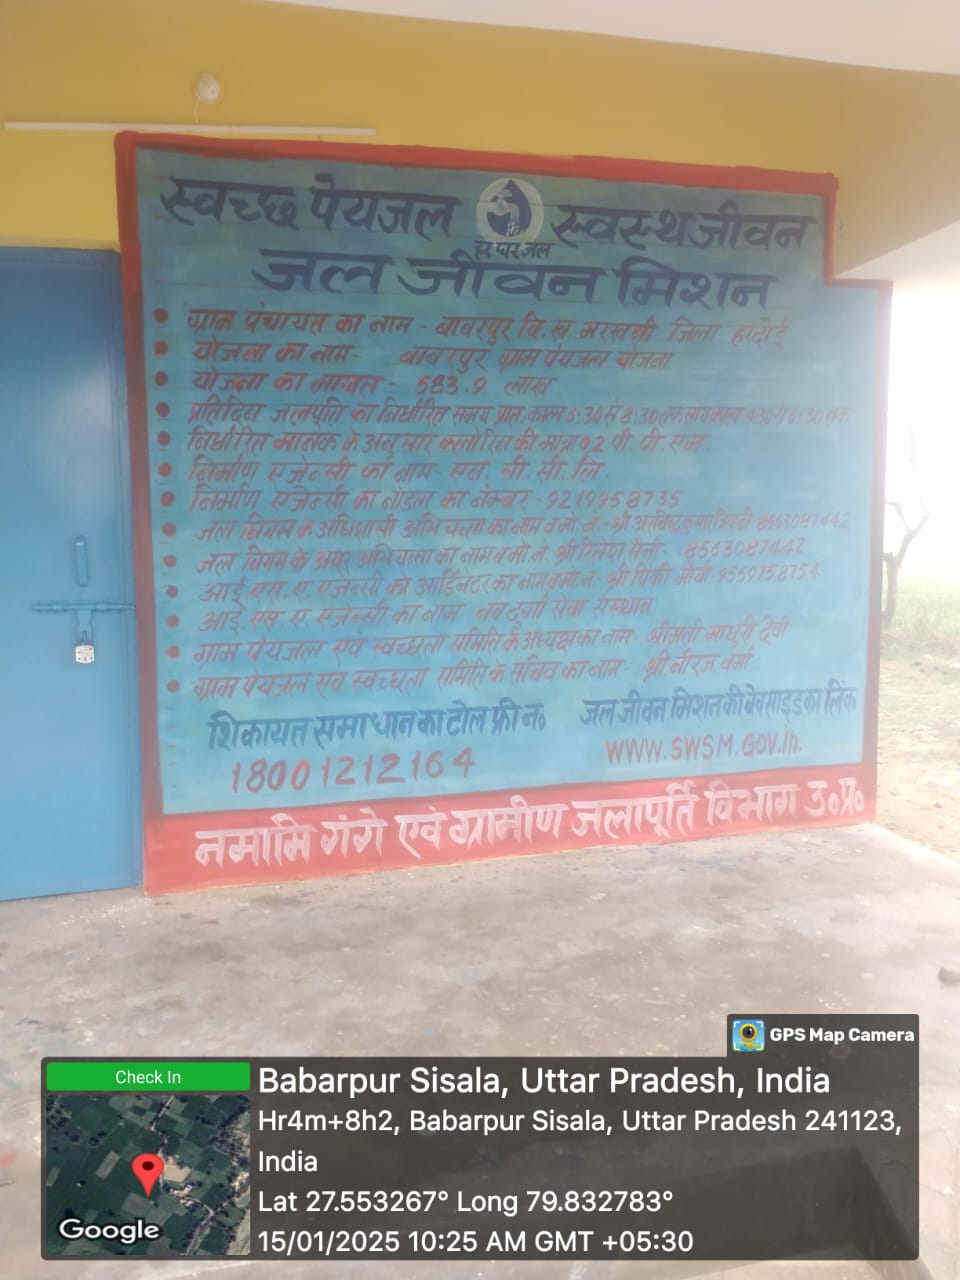 स्वच्छ पेयजल स्वस्थ जीवन
हर घर जल
जल जीवन मिशन
ग्राम पंचायत का नाम - बाबरपुर वि.ख भरखनी जिला हरदोई
योजना का नाम- बाबरपुर ग्राम पेयजल योजना
योजना का लागत - 583.9 लाख
प्रतिदिन जलपूर्ति का निर्धारित समय प्रातःकाल 6:30 से 8:30 तक सांयकाल 4:30 से 6:30 तक
निर्धारित मानक के अनुसार क्लोरिन की मात्रा 0.2 पी. पी. एम.
निर्माण एजेन्सी का नाम- एन. सी. सी. लि.
निर्माण एजेन्सी का नोडल का नम्बर - 9219958735
जल निगम के अधिशासी अभियन्ता का नाम व मो. नं.- श्री 8563087442
जल निगम के अवर अभियन्ता का नाम व मो. नं. श्री सैनी- 8563087442
आई. एस. ए. एजेन्सी का आर्डिनेटर का नाम व मो. नं.- श्री पिंकी मौर्या- 9559758754
आई. एस. ए. एजेन्सी का नाम- नव दुर्गा सेवा संस्थान
ग्राम पेयजल एवं स्वच्छता समिति के अध्यक्ष का नाम- श्रीमती माधुरी देवी
ग्राम पेयजल एवं स्वच्छता समिति के सचिव का नाम- श्री नीरज वर्मा
शिकायत समाधान का टोल फ्री न० जल जीवन मिशन की बेवसाइड का लिंक
18001212164 WWW.SWSM.GOV.in.
नमामि गंगे एवं ग्रामीण जलापूर्ति विभाग उ०प्र०
GPS Map Camera
Check In
Babarpur Sisala, Uttar Pradesh, India
Hr4m+8h2, Babarpur Sisala, Uttar Pradesh 241123,
India
Lat 27.553267° Long 79.832783°
15/01/2025 10:25 AM GMT +05:30
Google